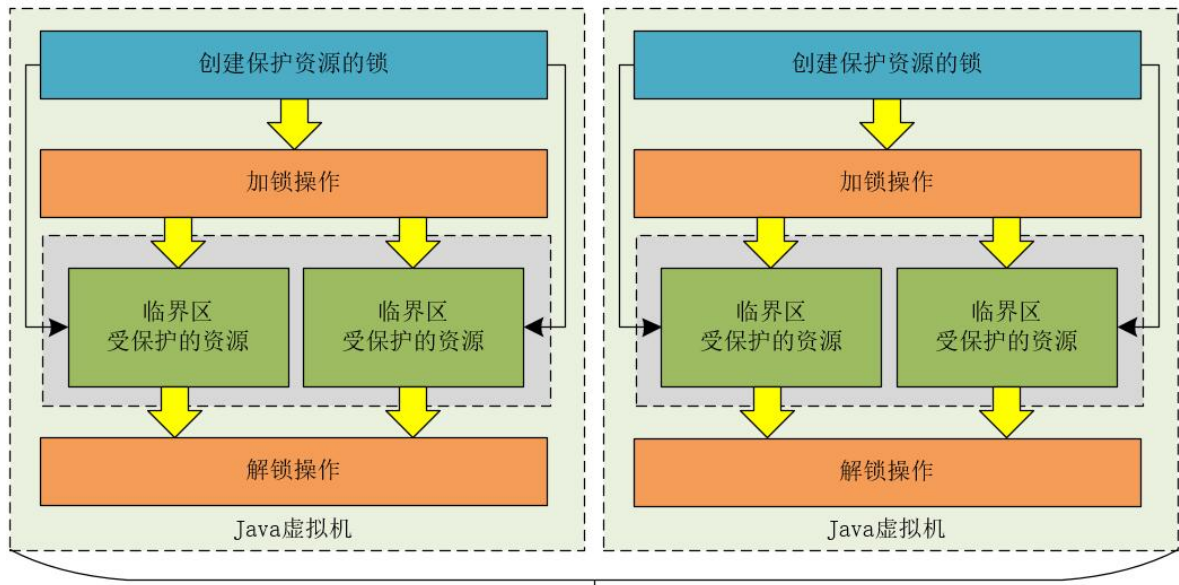 创建保护资源的锁
加锁操作
临界区
受保护的资源
临界区
受保护的资源
解锁操作
Java虚拟机
创建保护资源的锁
加锁操作
临界区
受保护的资源
临界区
受保护的资源
解锁操作
Java虚拟机